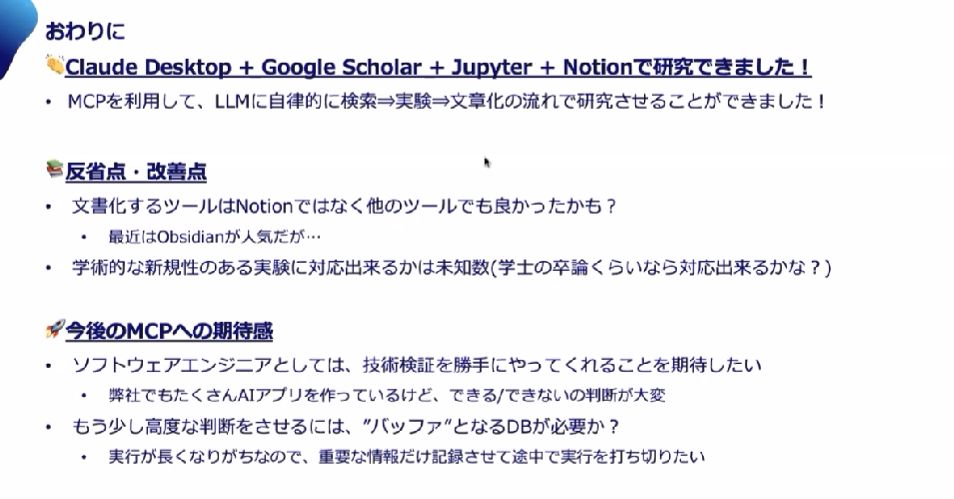 おわりに
👏Claude Desktop + Google Scholar + Jupyter + Notionで研究できました！
• MCPを利用して、LLMに自律的に検索⇒実験⇒文章化の流れで研究させることができました！
📚反省点・改善点
• 文書化するツールはNotionではなく他のツールでも良かったかも？
• 最近はObsidianが人気だが…
• 学術的な新規性のある実験に対応出来るかは未知数(学士の卒論くらいなら対応出来るかな？)
🚀今後のMCPへの期待感
• ソフトウェアエンジニアとしては、技術検証を勝手にやってくれることを期待したい
• 弊社でもたくさんAIアプリを作っているけど、できる/できないの判断が大変
• もう少し高度な判断をさせるには、”バッファ“となるDBが必要か？
• 実行が長くなりがちなので、重要な情報だけ記録させて途中で実行を打ち切りたい